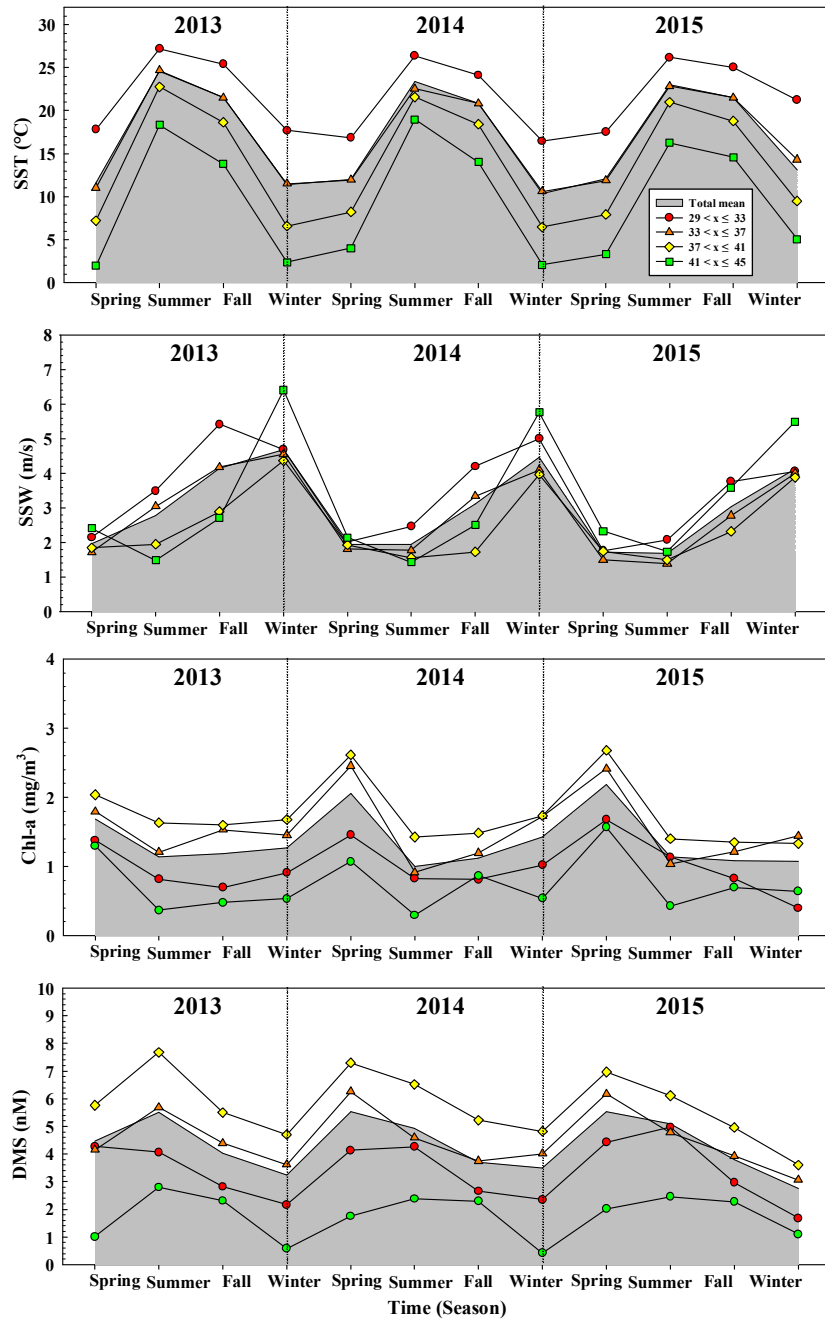 2013 2014 2015
30
25
20
15
10
5
0
SST (°C)
Total mean
29 < x ≤ 33
33 < x ≤ 37
37 < x ≤ 41
41 < x ≤ 45
Spring Summer Fall Winter Spring Summer Fall Winter Spring Summer Fall Winter
2013 2014 2015
8
7
6
5
4
3
2
1
0
SSW (m/s)
Spring Summer Fall Winter Spring Summer Fall Winter Spring Summer Fall Winter
2013 2014 2015
4
3
2
1
0
Chl-a (mg/m³)
Spring Summer Fall Winter Spring Summer Fall Winter Spring Summer Fall Winter
2013 2014 2015
10
9
8
7
6
5
4
3
2
1
0
DMS (nM)
Spring Summer Fall Winter Spring Summer Fall Winter Spring Summer Fall Winter
Time (Season)